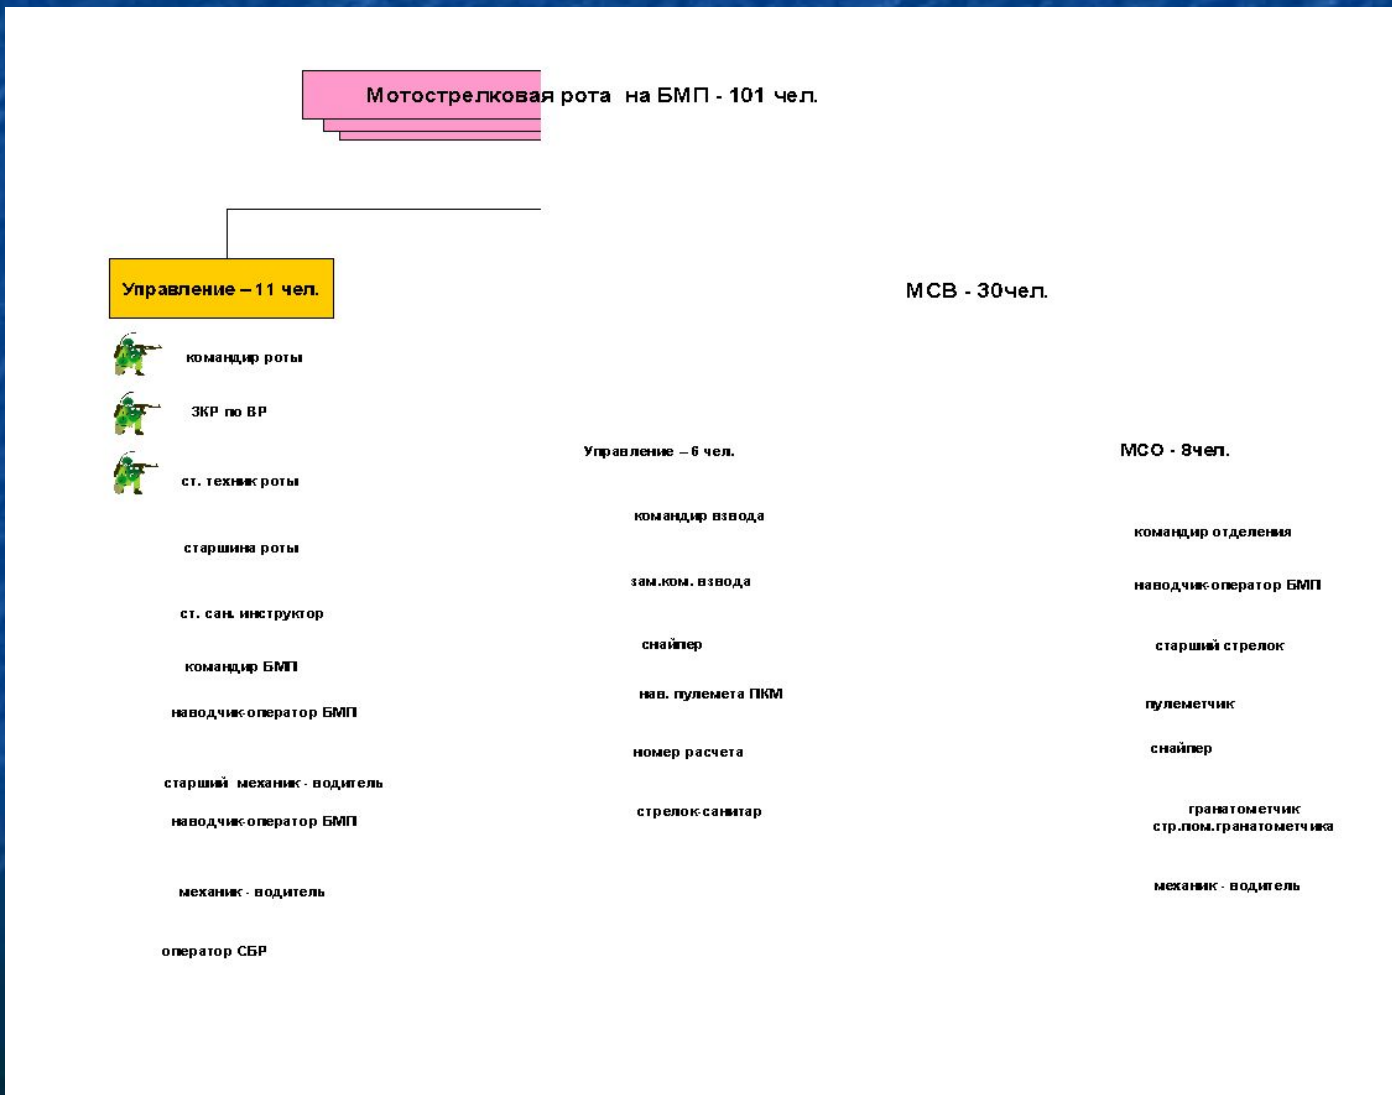 Мотострелковая рота на БМП - 101 чел.
Управление – 11 чел.
командир роты
ЗКР по ВР
ст. техник роты
старшина роты
ст. сан. инструктор
командир БМП
наводчик-оператор БМП
старший механик - водитель
наводчик-оператор БМП
механик - водитель
оператор СБР
МСВ - 30чел.
Управление – 6 чел.
командир взвода
зам.ком. взвода
снайпер
нав. пулемета ПКМ
номер расчета
стрелок-санитар
МСО - 8чел.
командир отделения
наводчик-оператор БМП
старший стрелок
пулеметчик
снайпер
гранатометчик
стр.пом.гранатометчика
механик - водитель